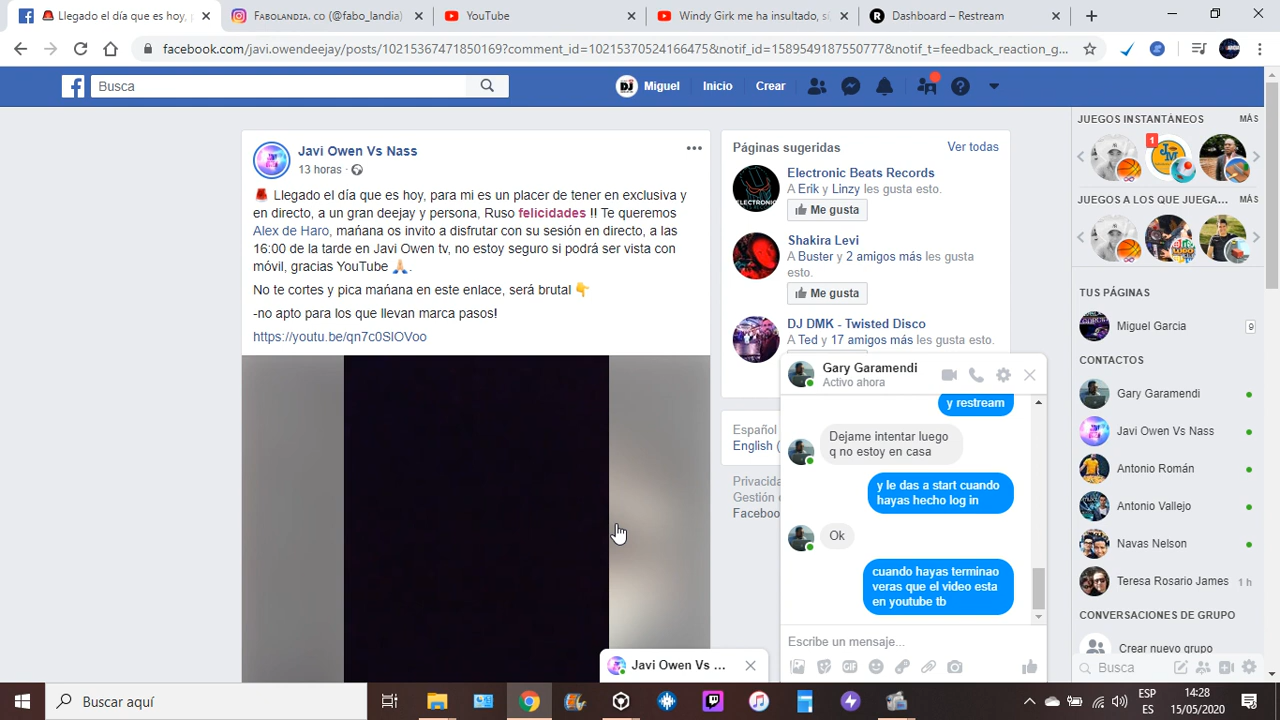 Llegado el día que es hoy, p
Fabolandia. co (@fabo_landia)
YouTube
Windy Girk me ha insultado, si
Dashboard – Restream
facebook.com/javi.owendeejay/posts/10215367471850169?comment_id=10215370524166475&notif_id=1589549187550777&notif_t=feedback_reaction_g...
Busca
Miguel
Inicio
Crear
Javi Owen Vs Nass
13 horas ·
Llegado el día que es hoy, para mi es un placer de tener en exclusiva y
en directo, a un gran deejay y persona, Ruso felicidades !! Te queremos
Alex de Haro, mańana os invito a disfrutar con su sesión en directo, a las
16:00 de la tarde en Javi Owen tv, no estoy seguro si podrá ser vista con
móvil, gracias YouTube 🙏.
No te cortes y pica mańana en este enlace, será brutal 👇
-no apto para los que llevan marca pasos!
https://youtu.be/qn7c0SlOVoo
Páginas sugeridas
Ver todas
Electronic Beats Records
A Erik y Linzy les gusta esto.
Me gusta
Shakira Levi
A Buster y 2 amigos más les gusta
esto.
Me gusta
DJ DMK - Twisted Disco
A Ted y 17 amigos más les gusta esto.
Español
English (
Privacida
Gestión
Faceboo
Gary Garamendi
Activo ahora
y restream
Dejame intentar luego
q no estoy en casa
y le das a start cuando
hayas hecho log in
Ok
cuando hayas terminao
veras que el video esta
en youtube tb
Escribe un mensaje...
Javi Owen Vs ...
JUEGOS INSTANTÁNEOS
MÁS
1
JUEGOS A LOS QUE JUEGA...
MÁS
TUS PÁGINAS
Miguel Garcia
9
CONTACTOS
Gary Garamendi
Javi Owen Vs Nass
Antonio Román
Antonio Vallejo
Navas Nelson
Teresa Rosario James
1 h
CONVERSACIONES DE GRUPO
Crear nuevo grupo
Busca
Buscar aquí
ESP
ES
14:28
15/05/2020